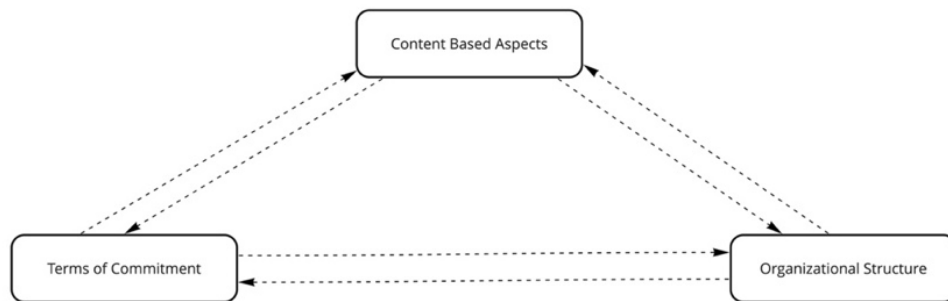 Content Based Aspects
Terms of Commitment
Organizational Structure